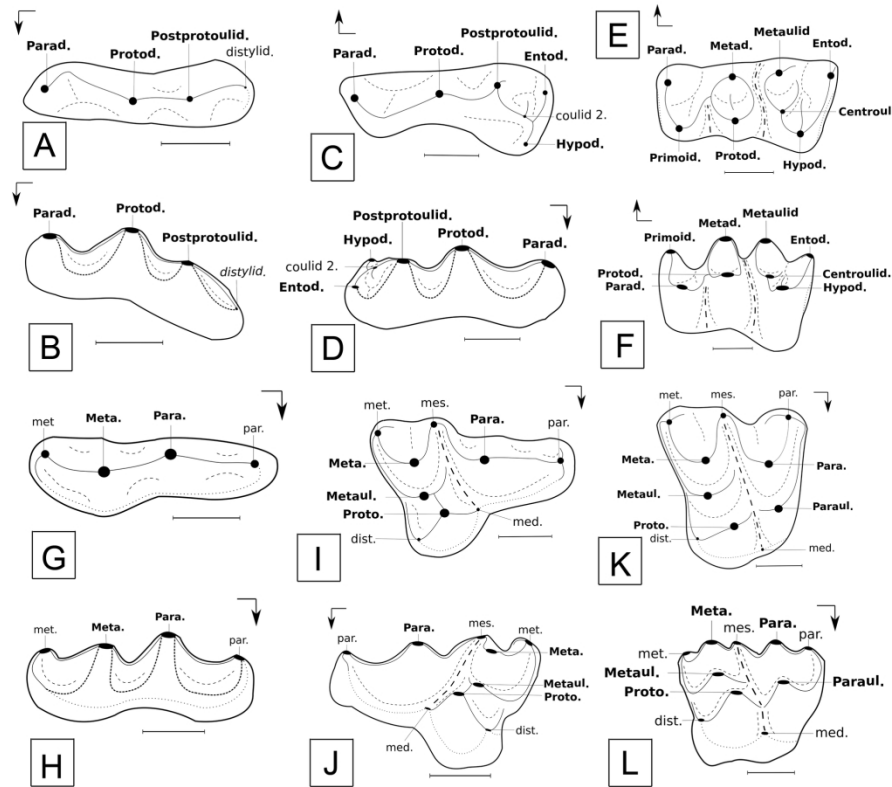 Parad.
Protod.
Postprotoulid.
distylid.
A
Parad.
Protod.
Postprotoulid.
Entod.
coulid 2.
Hypod.
C
E
Parad.
Metad.
Metaulid
Entod.
Centroul
Primoid.
Protod.
Hypod.
Parad.
Protod.
Postprotoulid.
distylid.
B
Postprotoulid.
Hypod.
Protod.
Parad.
coulid 2.
Entod.
D
Primoid.
Metad.
Metaulid
Entod.
Protod.
Parad.
Centroulid.
Hypod.
F
met
Meta.
Para.
par.
G
met.
mes.
Para.
par.
Meta.
Metaul.
Proto.
dist.
med.
I
met.
mes.
par.
Meta.
Para.
Metaul.
Paraul.
Proto.
dist.
med.
K
met.
Meta.
Para.
par.
H
par.
Para.
mes.
met.
Meta.
Metaul.
Proto.
med.
dist.
J
Meta.
mes.
Para.
par.
met.
Metaul.
Proto.
Paraul.
dist.
med.
L